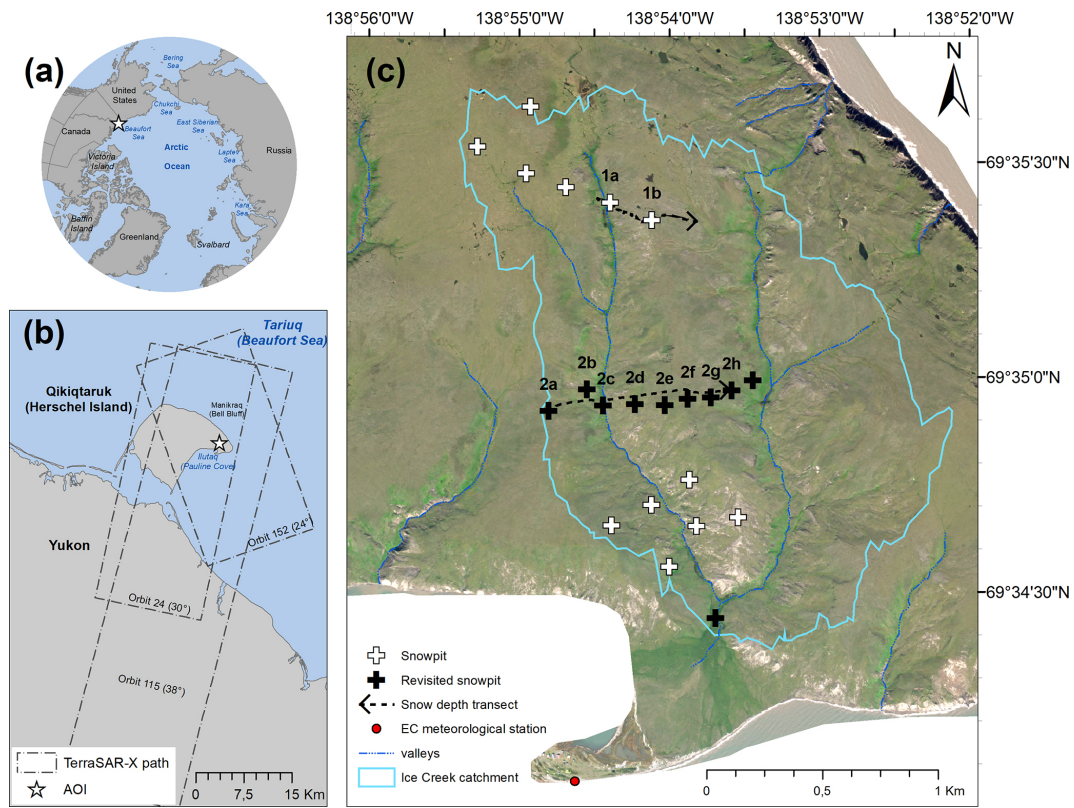 (a)
Bering
Sea
United
States
Chukchi
Sea
Canada
Beaufort
Sea
East Siberian
Sea
Arctic
Ocean
Laptev
Sea
Russia
Victoria
Island
Kara
Sea
Baffin
Island
Greenland
Svalbard
(b)
Tariuq
(Beaufort Sea)
Qikiqtaruk
(Herschel Island)
Manikraq
(Bell Bluff)
Ilutaq
(Pauline Cove)
Yukon
Orbit 152 (24°)
Orbit 24 (30°)
Orbit 115 (38°)
TerraSAR-X path
AOI
0 7,5 15 Km
138°56'0"W 138°55'0"W 138°54'0"W 138°53'0"W 138°52'0"W
(c)
N
69°35'30"N
1a
1b
69°35'0"N
2a
2b
2c
2d
2e
2f
2g
2h
69°34'30"N
Snowpit
Revisited snowpit
Snow depth transect
EC meteorological station
valleys
Ice Creek catchment
0 0,5 1 Km